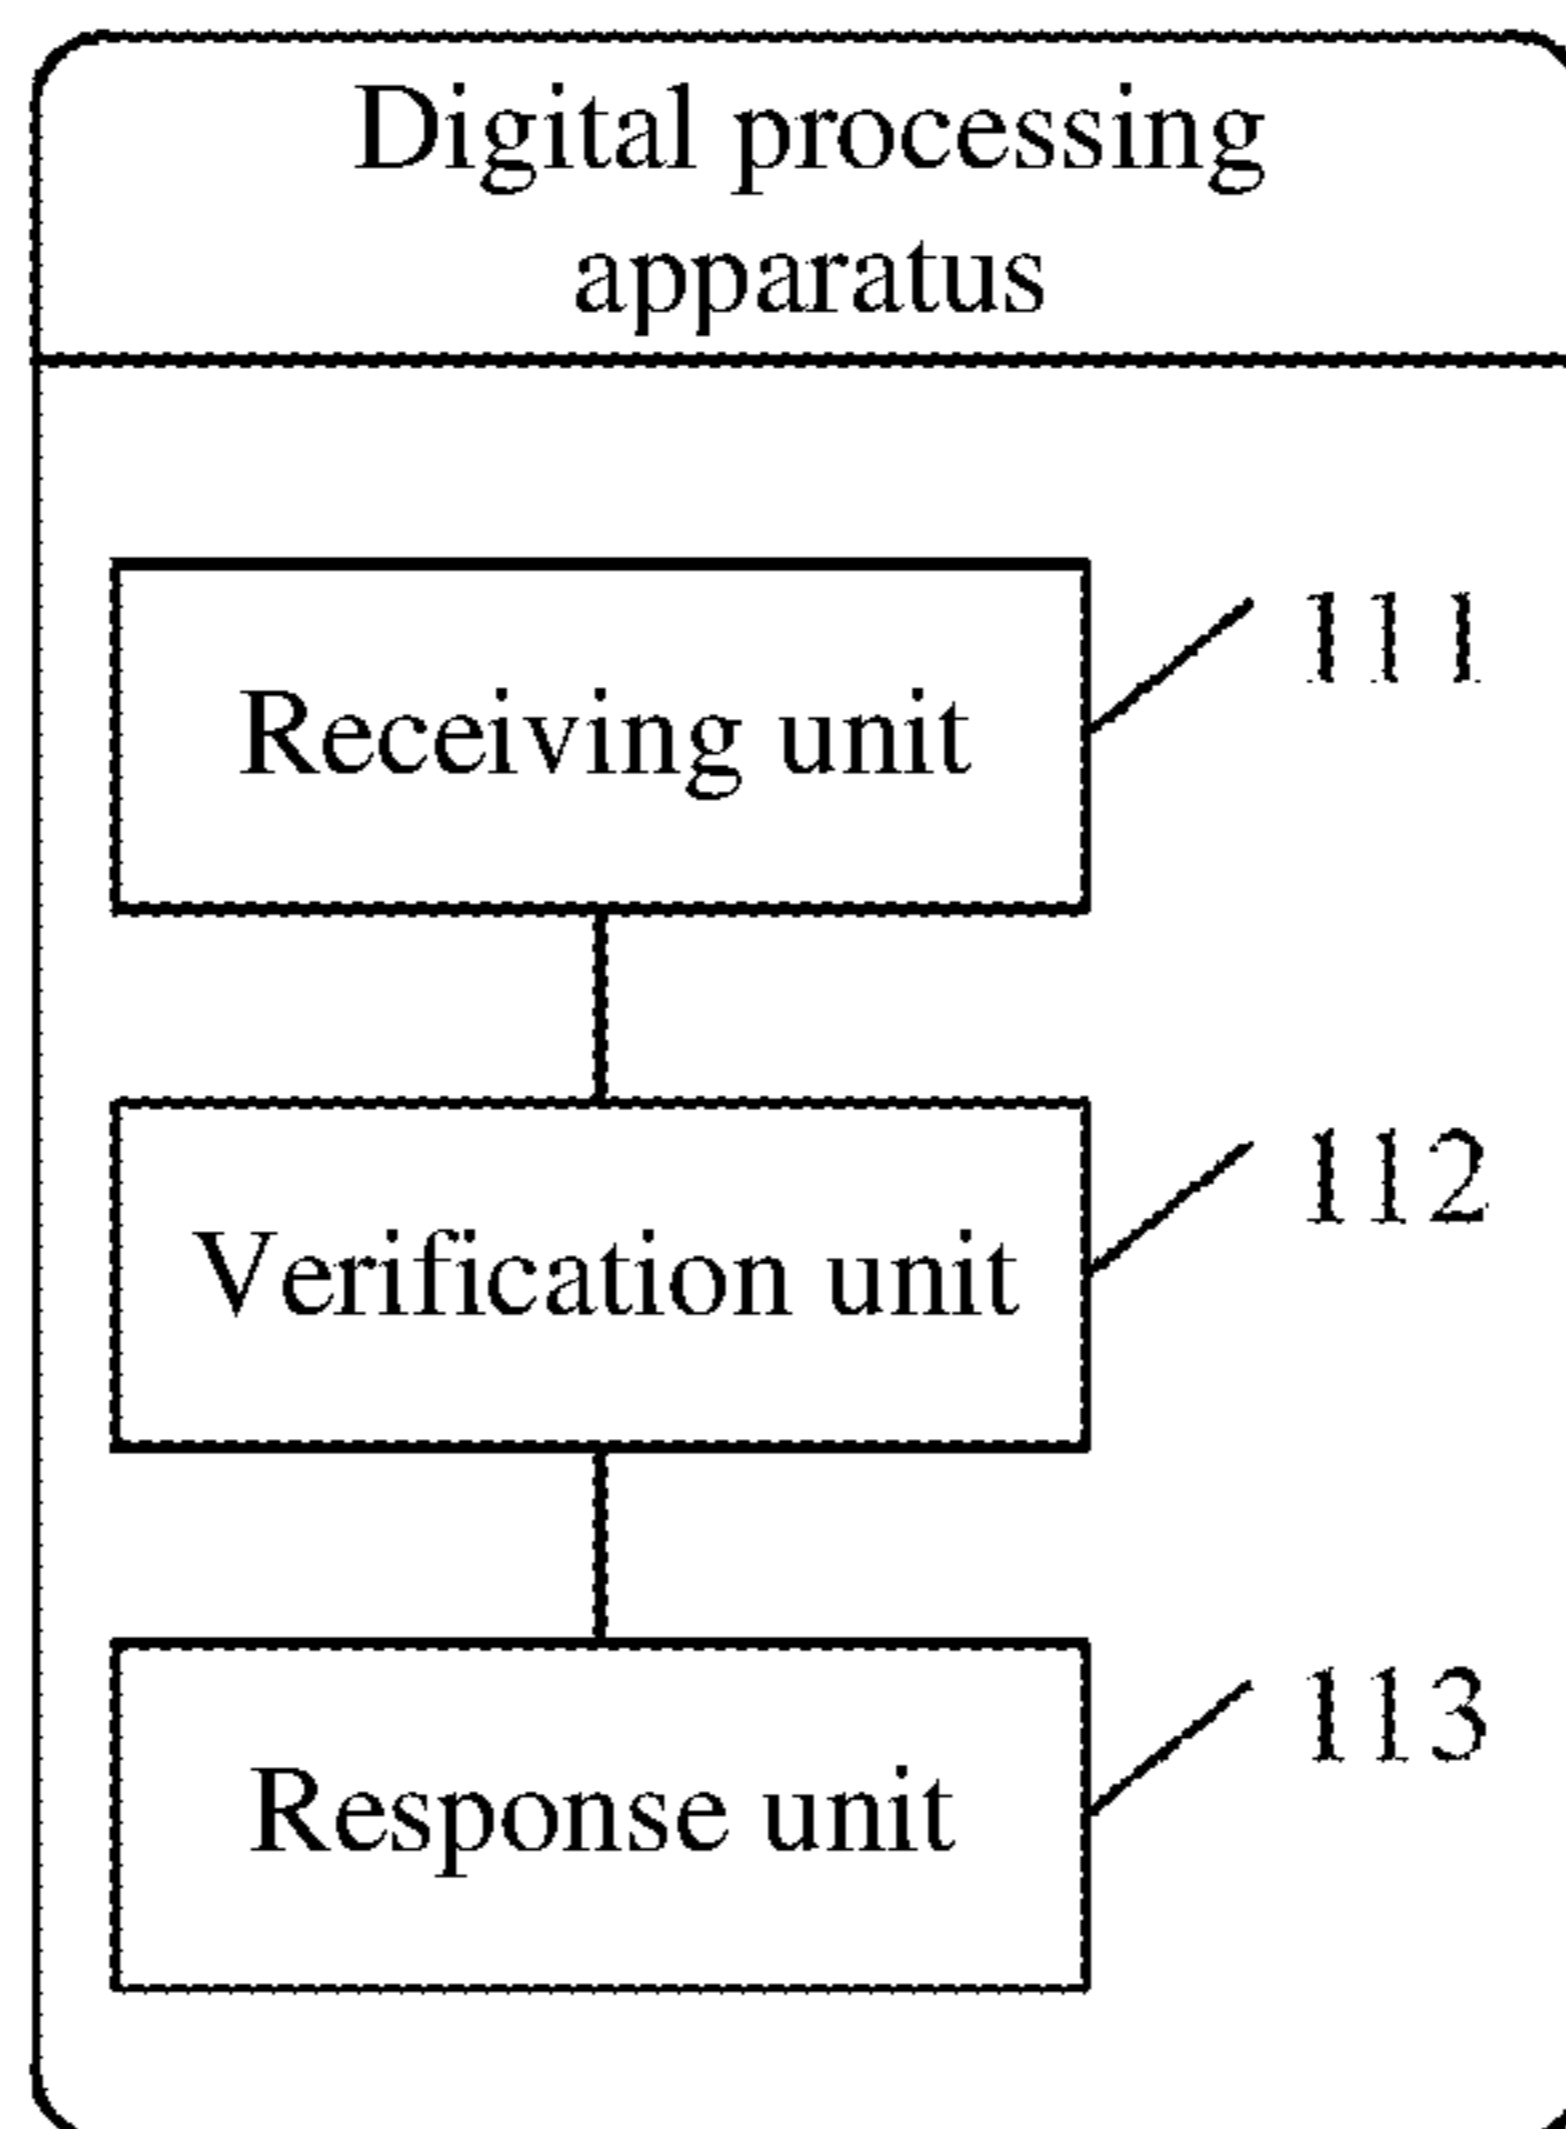 Digital processing
apparatus
Receiving unit
111
Verification unit
112
Response unit
113